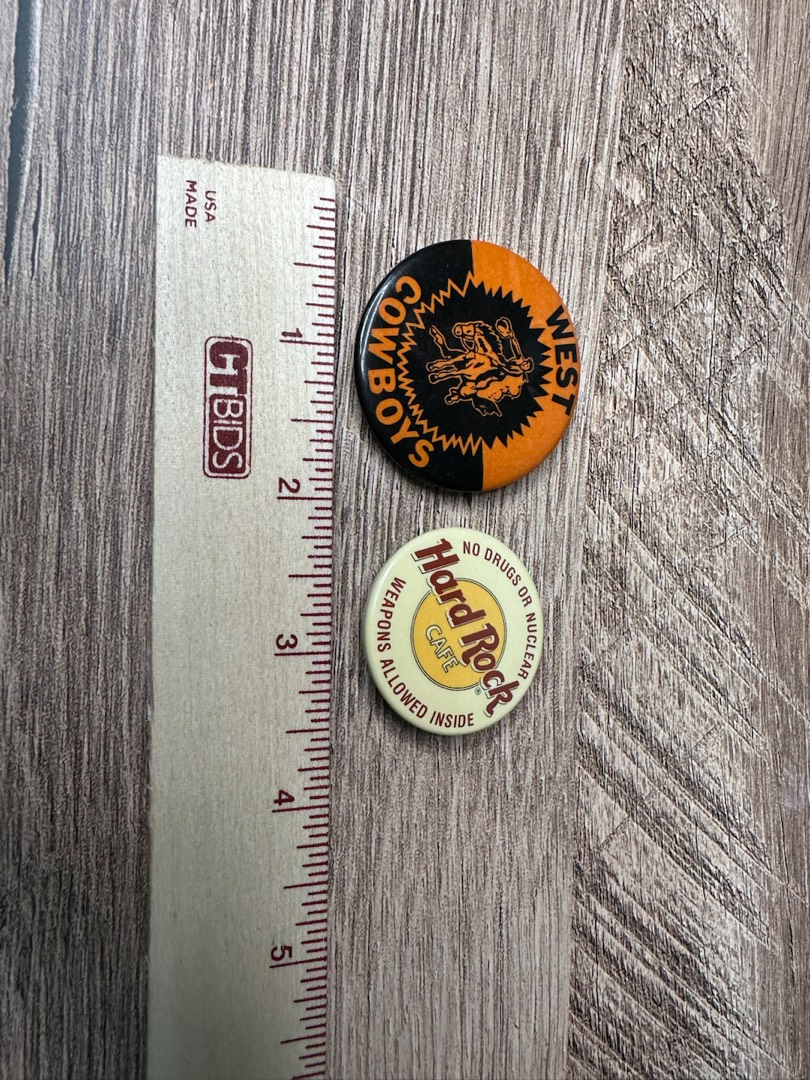 USA
MADE
1
CTBIDS
2
3
4
5
WEST
COWBOYS
NO DRUGS OR NUCLEAR
WEAPONS ALLOWED INSIDE
Hard Rock
CAFE
®